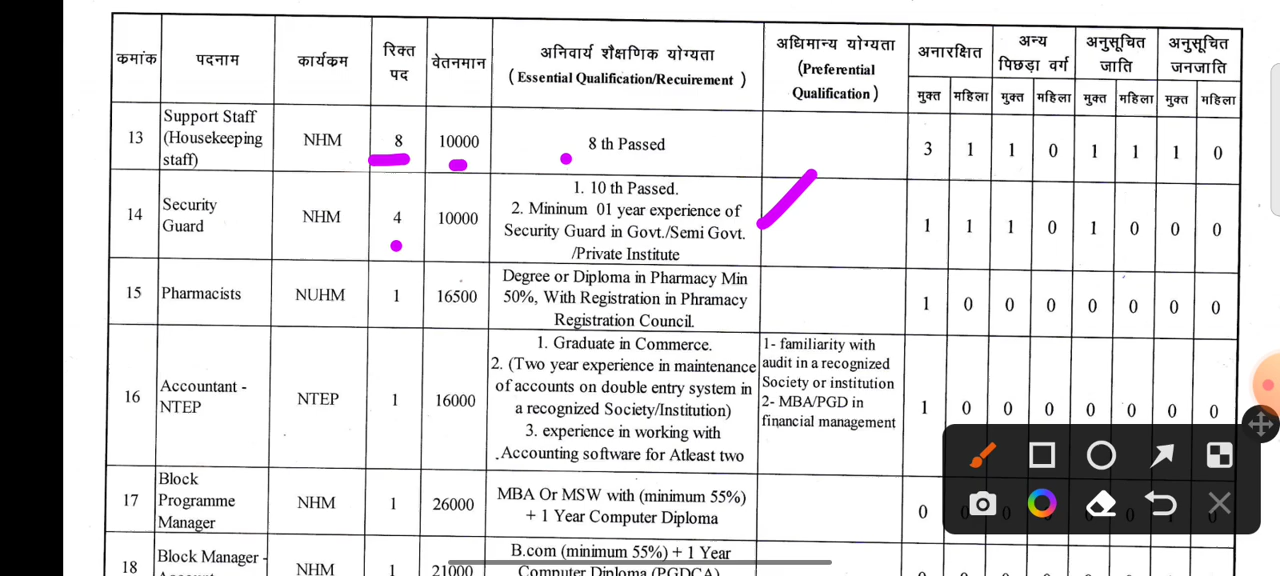 कमांक पदनाम कार्यकम रिक्त पद वेतनमान अनिवार्य शैक्षणिक योग्यता (Essential Qualification/Recuirement ) अधिमान्य योग्यता (Preferential Qualification ) अनारक्षित अन्य पिछड़ा वर्ग अनुसूचित जाति अनुसूचित जनजाति
मुक्त महिला मुक्त महिला मुक्त महिला मुक्त महिला
13 Support Staff (Housekeeping staff) NHM 8 10000 8 th Passed 3 1 1 0 1 1 1 0
14 Security Guard NHM 4 10000 1. 10 th Passed.
2. Mininum 01 year experience of
Security Guard in Govt./Semi Govt.
/Private Institute 1 1 1 0 1 0 0 0
15 Pharmacists NUHM 1 16500 Degree or Diploma in Pharmacy Min
50%, With Registration in Phramacy
Registration Council. 1 0 0 0 0 0 0 0
16 Accountant - NTEP NTEP 1 16000 1. Graduate in Commerce.
2. (Two year experience in maintenance
of accounts on double entry system in
a recognized Society/Institution)
3. experience in working with
.Accounting software for Atleast two
1- familiarity with
audit in a recognized
Society or institution
2- MBA/PGD in
financial management 1 0 0 0 0 0 0 0
17 Block Programme Manager NHM 1 26000 MBA Or MSW with (minimum 55%)
+ 1 Year Computer Diploma 0
18 Block Manager - NHM 1 21000 B.com (minimum 55%) + 1 Year
Computer Diploma (PGDCA)